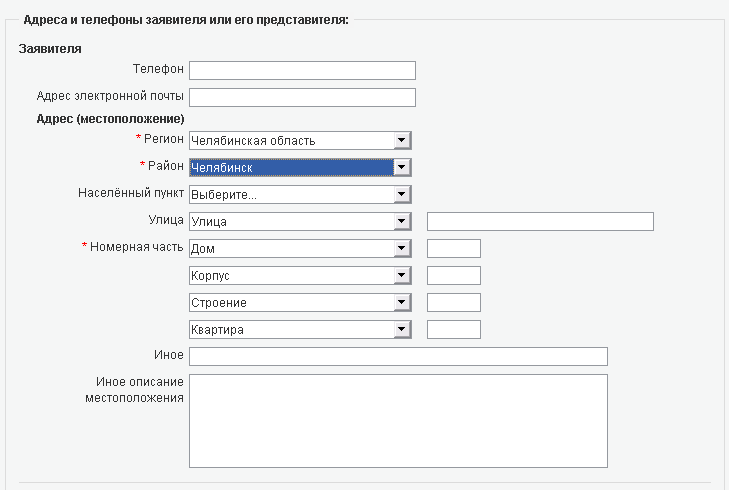 Адреса и телефоны заявителя или его представителя:
Заявителя
Телефон
Адрес электронной почты
Адрес (местоположение)
* Регион Челябинская область
* Район Челябинск
Населённый пункт Выберите...
Улица Улица
* Номерная часть Дом
Корпус
Строение
Квартира
Иное
Иное описание
местоположения